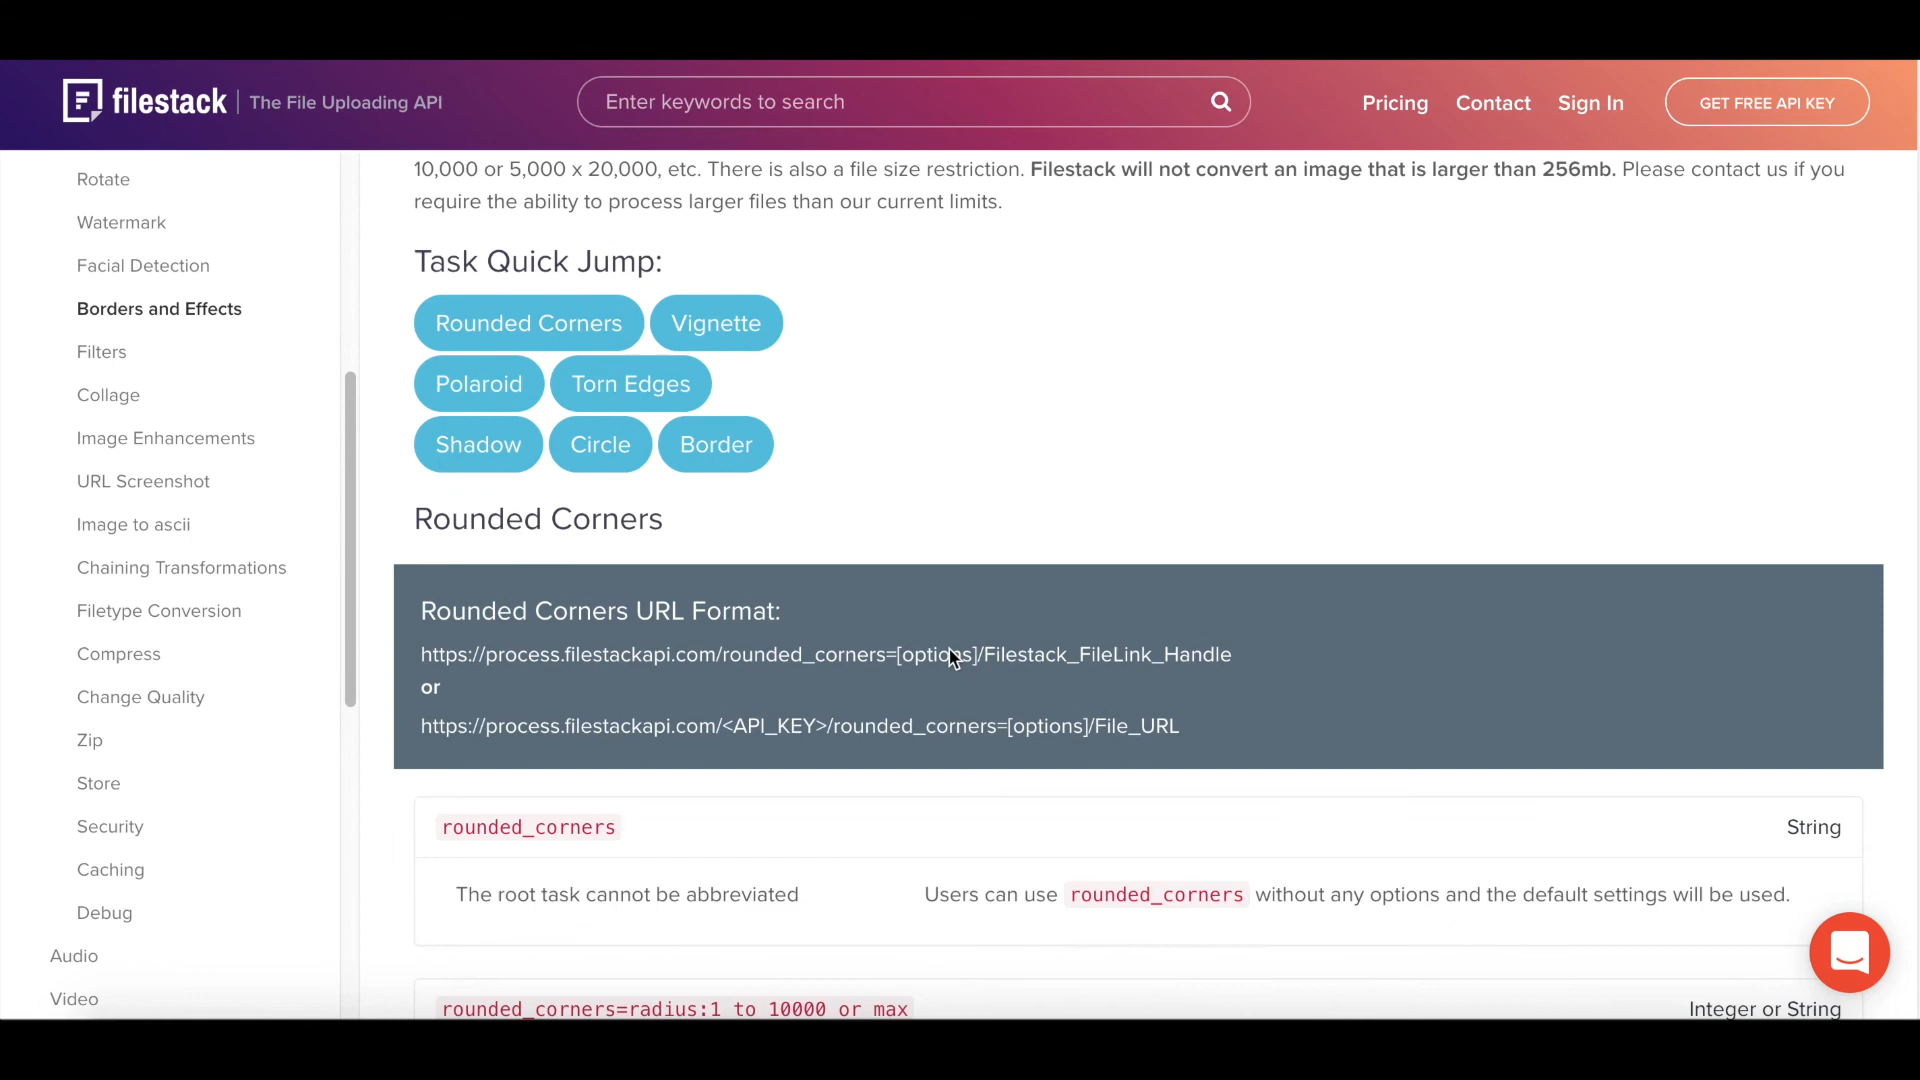 filestack | The File Uploading API
Enter keywords to search
Pricing
Contact
Sign In
GET FREE API KEY
Rotate
Watermark
Facial Detection
Borders and Effects
Filters
Collage
Image Enhancements
URL Screenshot
Image to ascii
Chaining Transformations
Filetype Conversion
Compress
Change Quality
Zip
Store
Security
Caching
Debug
Audio
Video
10,000 or 5,000 x 20,000, etc. There is also a file size restriction. Filestack will not convert an image that is larger than 256mb. Please contact us if you
require the ability to process larger files than our current limits.
Task Quick Jump:
Rounded Corners
Vignette
Polaroid
Torn Edges
Shadow
Circle
Border
Rounded Corners
Rounded Corners URL Format:
https://process.filestackapi.com/rounded_corners=[options]/Filestack_FileLink_Handle
or
https://process.filestackapi.com/<API_KEY>/rounded_corners=[options]/File_URL
rounded_corners
String
The root task cannot be abbreviated
Users can use rounded_corners without any options and the default settings will be used.
rounded_corners=radius:1 to 10000 or max
Integer or String